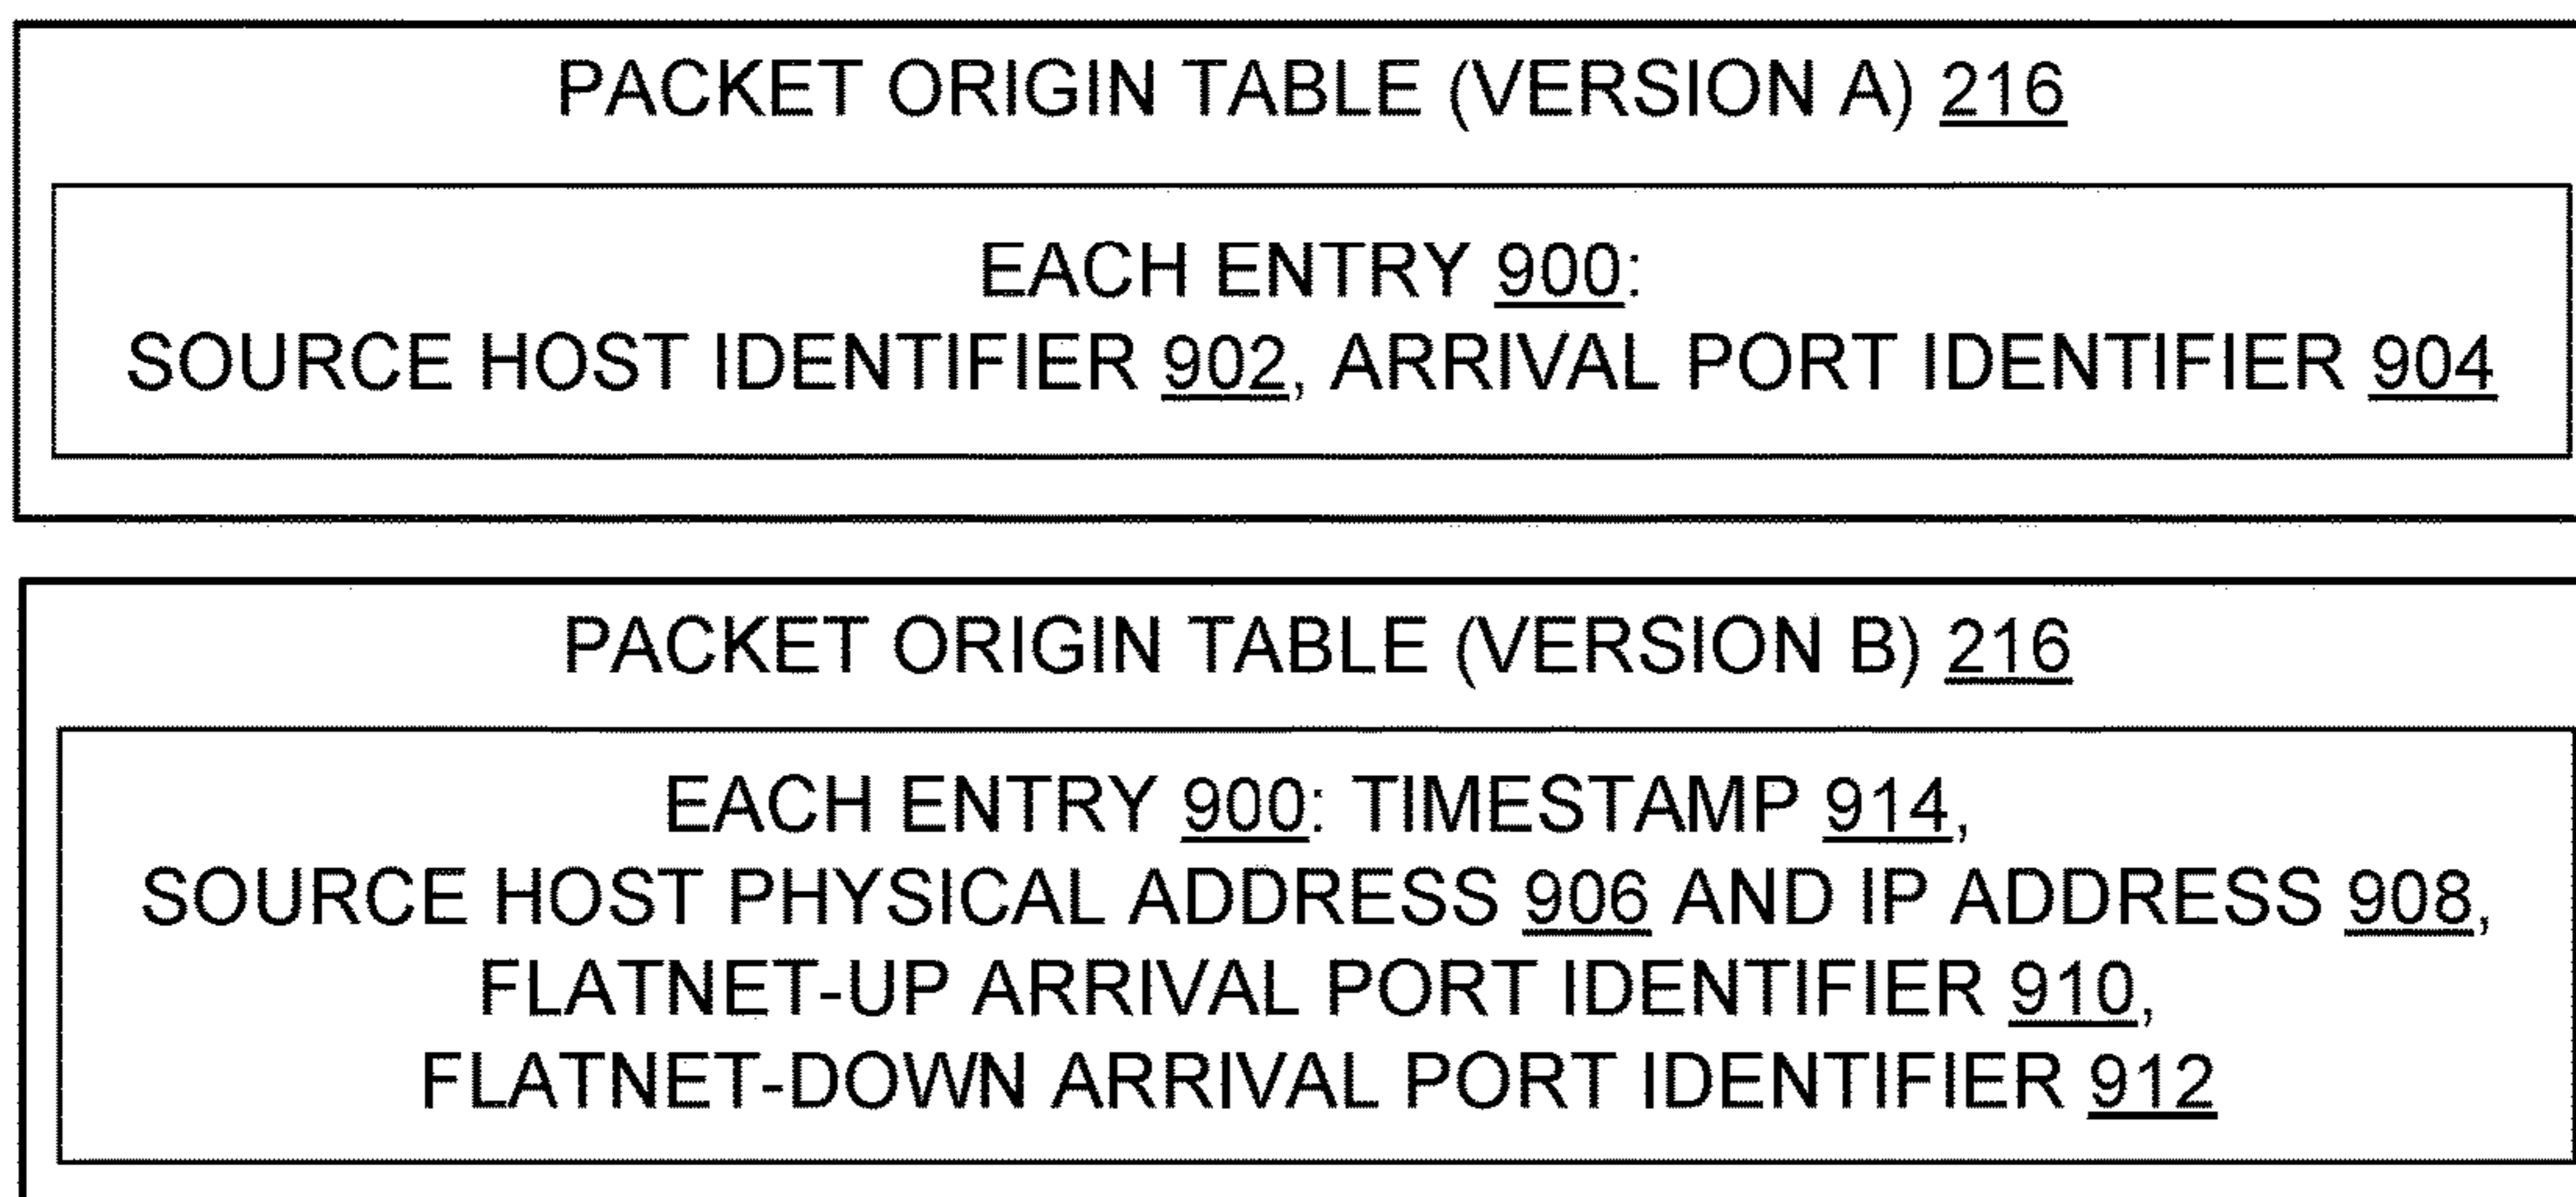 PACKET ORIGIN TABLE (VERSION A) 216
EACH ENTRY 900:
SOURCE HOST IDENTIFIER 902, ARRIVAL PORT IDENTIFIER 904
PACKET ORIGIN TABLE (VERSION B) 216
EACH ENTRY 900: TIMESTAMP 914,
SOURCE HOST PHYSICAL ADDRESS 906 AND IP ADDRESS 908,
FLATNET-UP ARRIVAL PORT IDENTIFIER 910,
FLATNET-DOWN ARRIVAL PORT IDENTIFIER 912